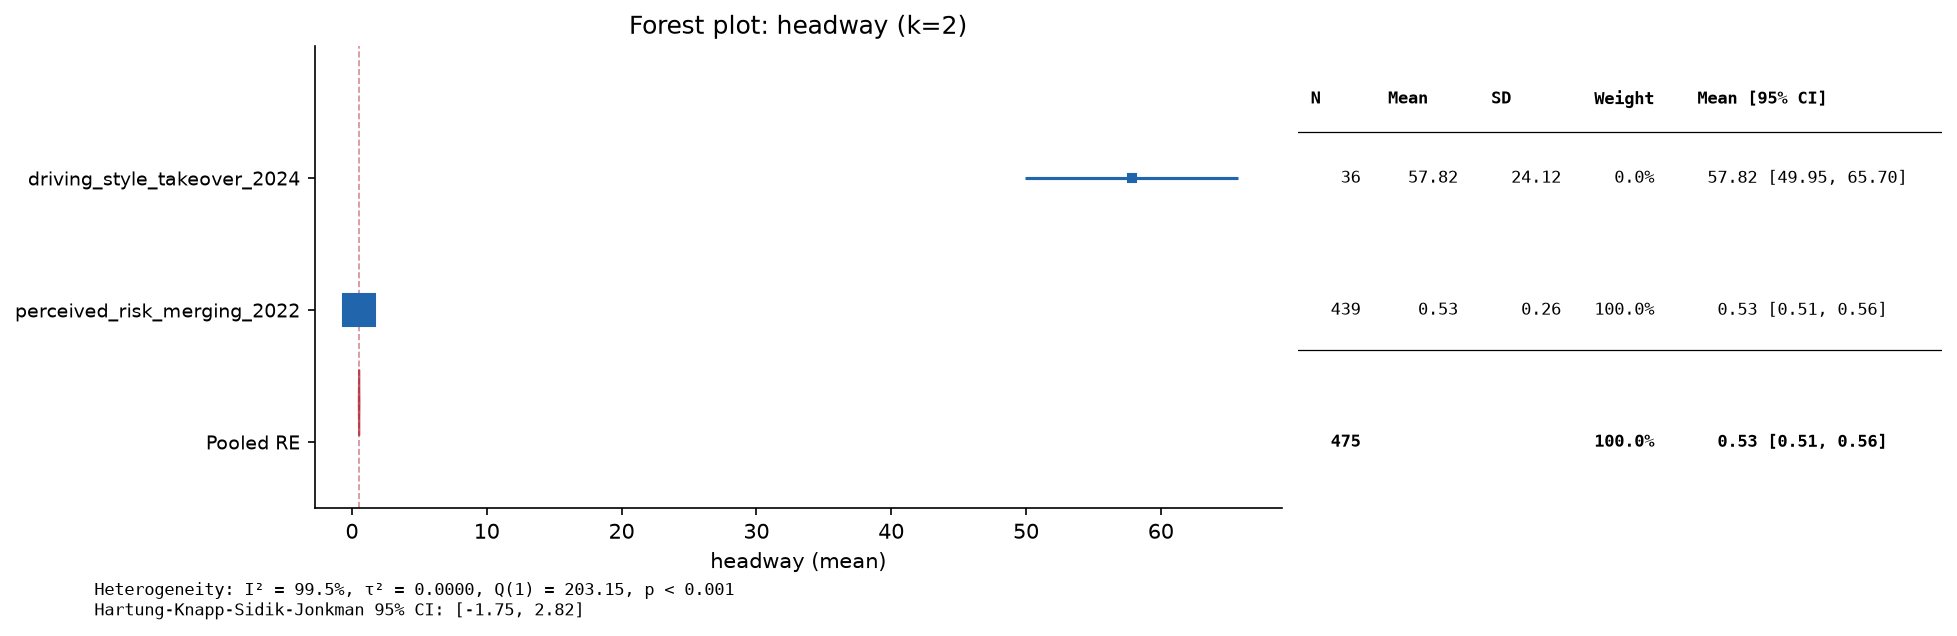 Forest plot: headway (k=2)
N Mean SD Weight Mean [95% CI]
driving_style_takeover_2024 36 57.82 24.12 0.0% 57.82 [49.95, 65.70]
perceived_risk_merging_2022 439 0.53 0.26 100.0% 0.53 [0.51, 0.56]
Pooled RE 475 100.0% 0.53 [0.51, 0.56]
0 10 20 30 40 50 60
headway (mean)
Heterogeneity: I² = 99.5%, τ² = 0.0000, Q(1) = 203.15, p < 0.001
Hartung-Knapp-Sidik-Jonkman 95% CI: [-1.75, 2.82]